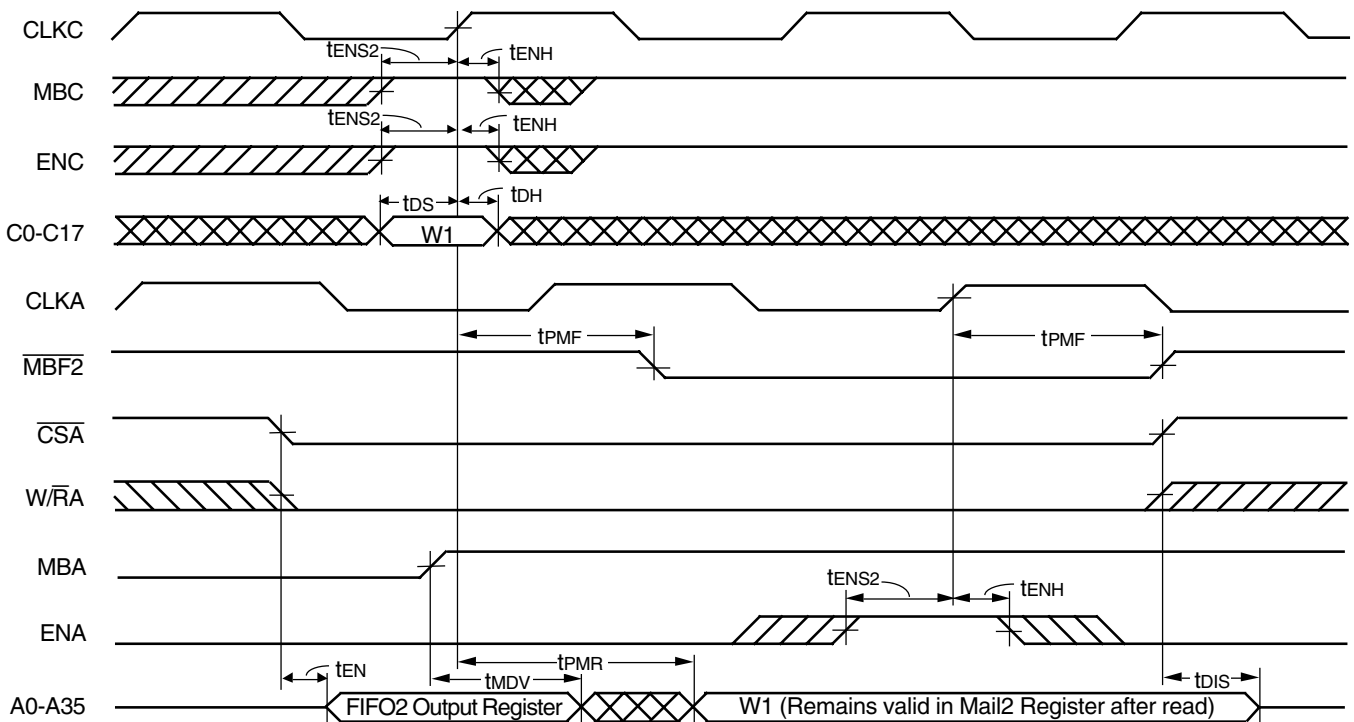 CLKC
tENS2 tENH
MBC
tENS2 tENH
ENC
tDS tDH
C0-C17 W1
CLKA
tPMF tPMF
MBF2
CSA
W/RA
MBA
tENS2 tENH
ENA
tEN tPMR
tMDV tDIS
A0-A35 FIFO2 Output Register W1 (Remains valid in Mail2 Register after read)